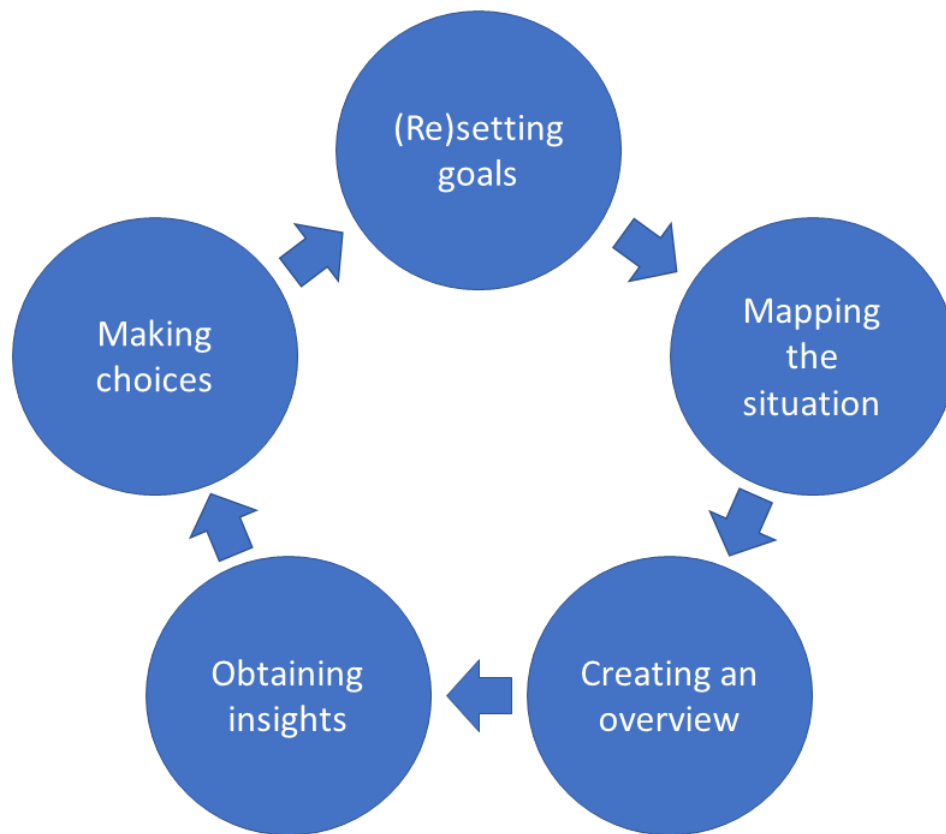 (Re)setting
goals
Mapping
the
situation
Creating an
overview
Obtaining
insights
Making
choices